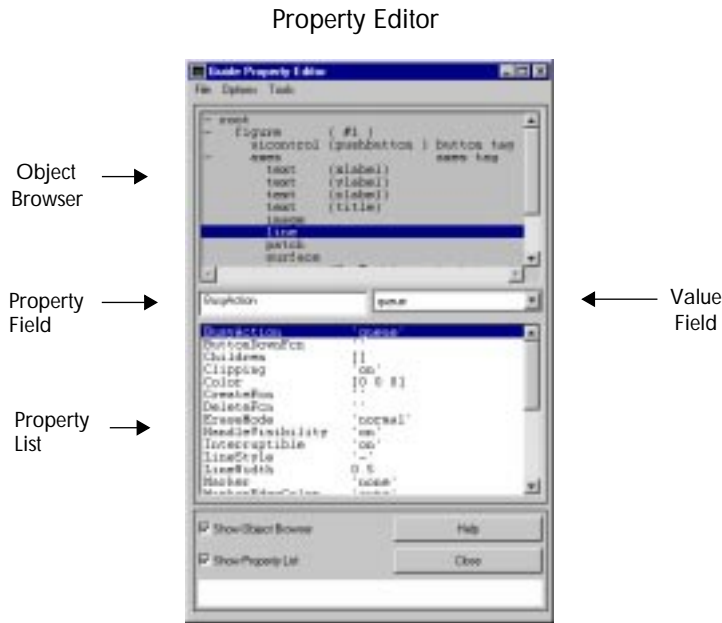 Property Editor
Guide Property Editor
File Options Tools
- root
- figure ( #1 )
uicontrol (pushbutton ) button tag
- axes axes tag
text (xlabel)
text (ylabel)
text (zlabel)
text (title)
image
line
patch
surface
Object
Browser
Property
Field
BusyAction queue
Value
Field
BusyAction 'queue'
ButtonDownFcn ''
Children []
Clipping 'on'
Color [0 0 0]
CreateFcn ''
DeleteFcn ''
EraseMode 'normal'
HandleVisibility 'on'
Interruptible 'on'
LineStyle '-'
LineWidth 0.5
Marker 'none'
MarkerEdgeColor 'auto'
Property
List
Show Object Browser Help
Show Property List Close